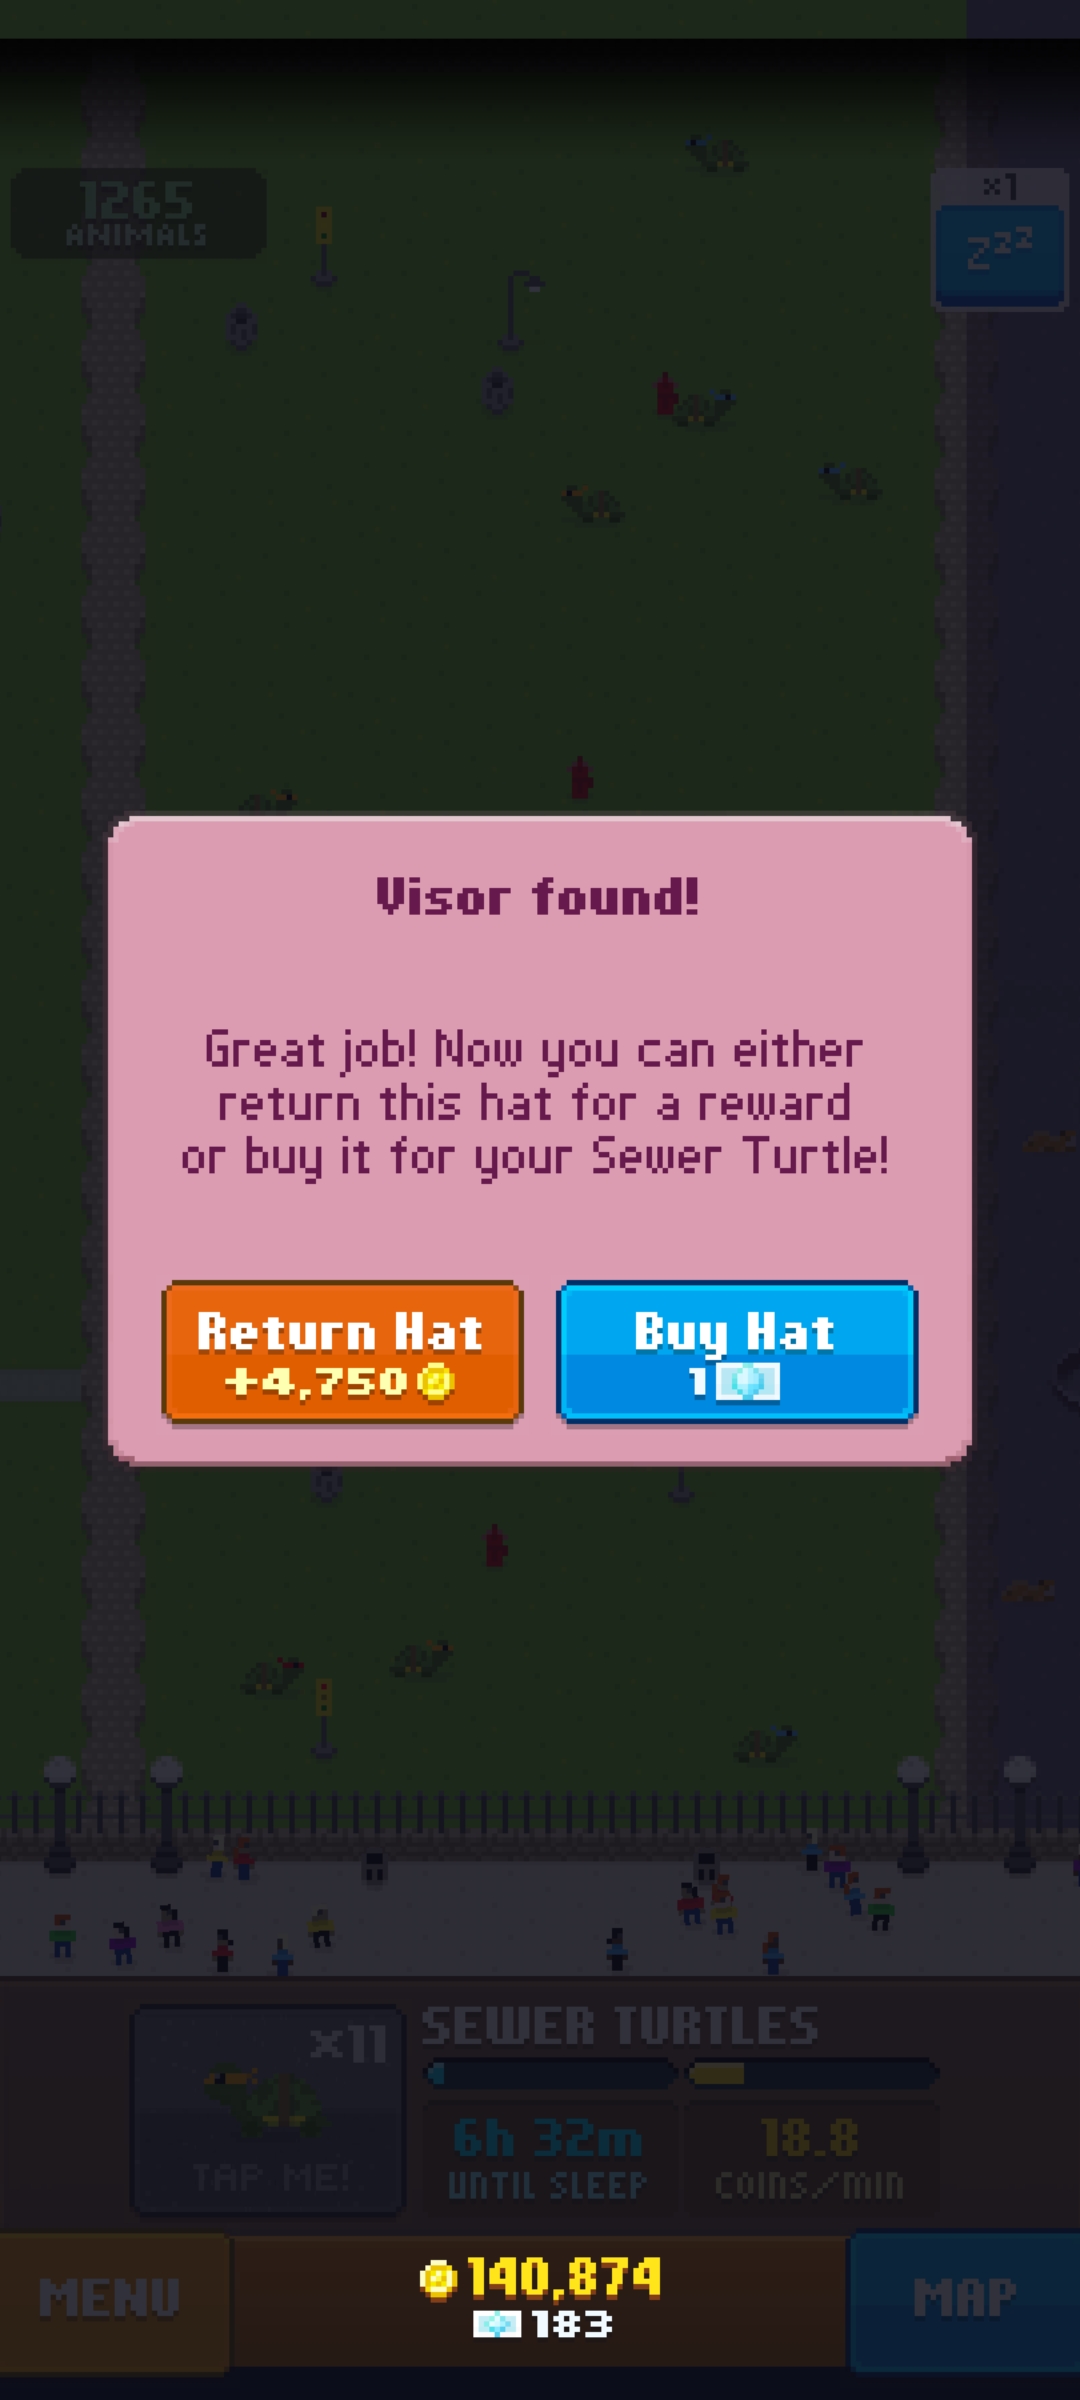 1265
ANIMALS
x1
zzz
Visor found!
Great job! Now you can either
return this hat for a reward
or buy it for your Sewer Turtle!
Return Hat
+4,750
Buy Hat
1
x11
TAP ME!
SEWER TURTLES
6h 32m
UNTIL SLEEP
18.8
COINS/MIN
MENU
140,874
183
MAP